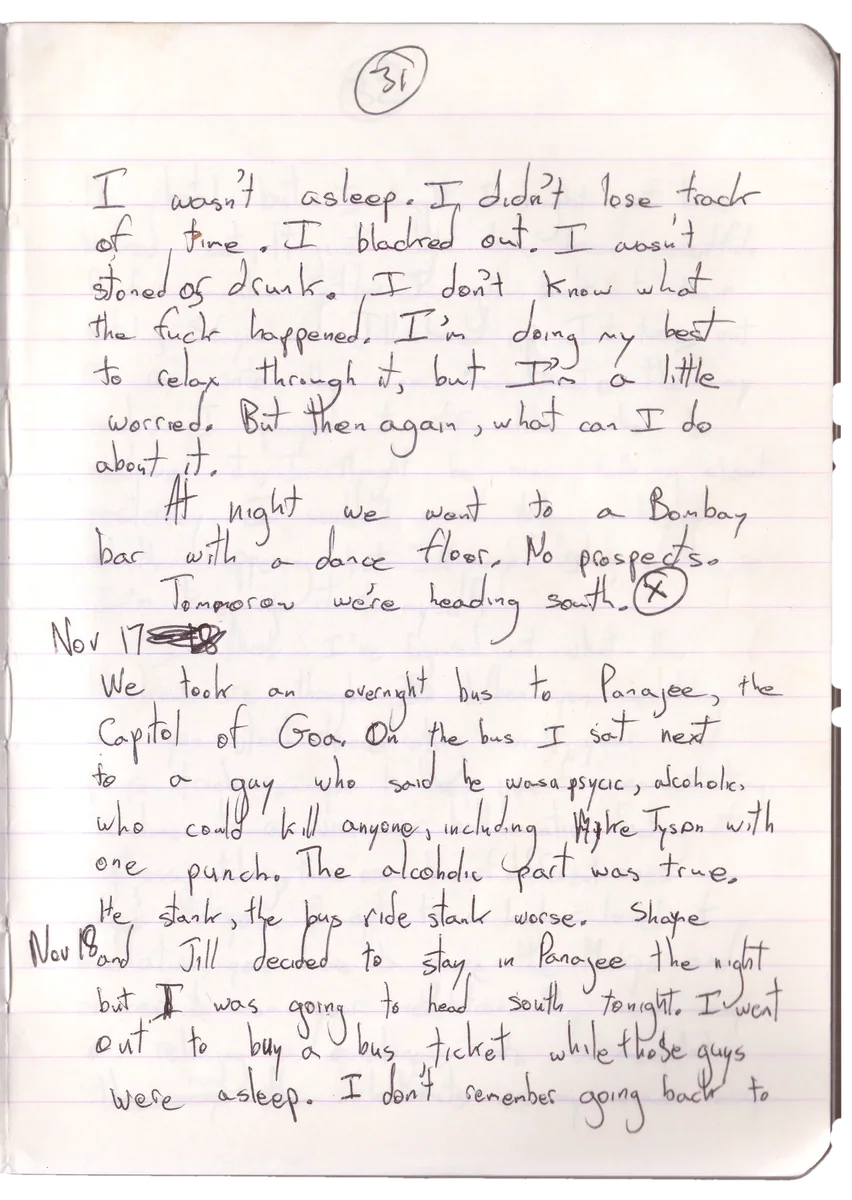 31
I wasn't asleep. I didn't lose track
of time. I blacked out. I wasn't
stoned or drunk. I don't know what
the fuck happened. I'm doing my best
to relax through it, but I'm a little
worried. But then again, what can I do
about it.
At night we went to a Bombay
bar with a dance floor. No prospects.
Tommorow we're heading south. X
Nov 17
We took an overnight bus to Panajee, the
Capitol of Goa. On the bus I sat next
to a guy who said he was a psycic, alcoholic,
who could kill anyone, including Myke Tyson with
one punch. The alcoholic part was true.
He stank, the bus ride stank worse. Shane
Nov 18 and Jill decided to stay in Panajee the night
but I was going to head south tonight. I went
out to buy a bus ticket while those guys
were asleep. I don't remember going back to